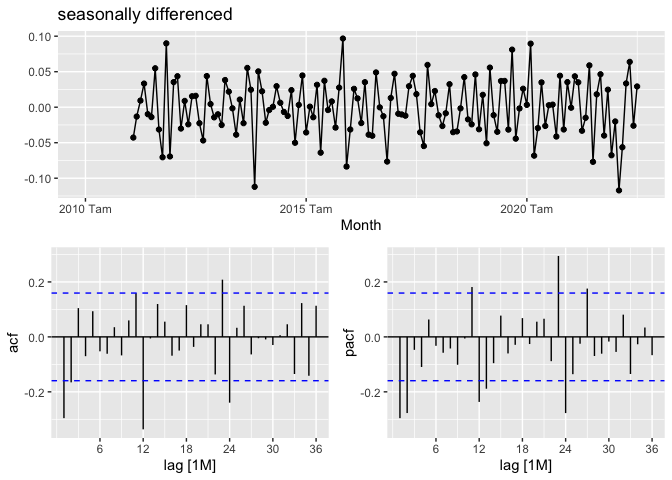 seasonally differenced
0.10
0.05
0.00
-0.05
-0.10
2010 Tam
2015 Tam
2020 Tam
Month
acf
0.2
0.0
-0.2
6
12
18
24
30
36
lag [1M]
pacf
0.2
0.0
-0.2
6
12
18
24
30
36
lag [1M]